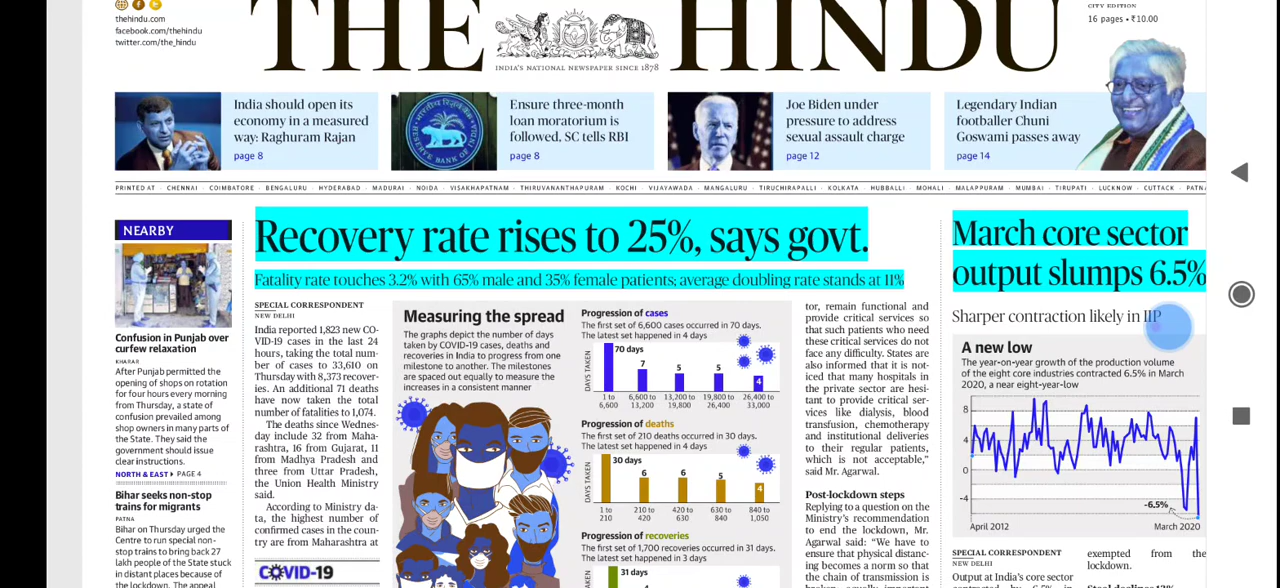 thehindu.com
facebook.com/thehindu
twitter.com/the_hindu
THE HINDU
INDIA'S NATIONAL NEWSPAPER SINCE 1878
CITY EDITION
16 pages • ₹10.00
India should open its
economy in a measured
way: Raghuram Rajan
page 8
Ensure three-month
loan moratorium is
followed, SC tells RBI
page 8
Joe Biden under
pressure to address
sexual assault charge
page 12
Legendary Indian
footballer Chuni
Goswami passes away
page 14
PRINTED AT · CHENNAI · COIMBATORE · BENGALURU · HYDERABAD · MADURAI · NOIDA · VISAKHAPATNAM · THIRUVANANTHAPURAM · KOCHI · VIJAYAWADA · MANGALURU · TIRUCHIRAPALLI · KOLKATA · HUBBALLI · MOHALI · MALAPPURAM · MUMBAI · TIRUPATI · LUCKNOW · CUTTACK · PATN
NEARBY
Confusion in Punjab over
curfew relaxation
KHARAR
After Punjab permitted the
opening of shops on rotation
for four hours every morning
from Thursday, a state of
confusion prevailed among
shop owners in many parts of
the State. They said the
government should issue
clear instructions.
NORTH & EAST ▸ PAGE 4
Bihar seeks non-stop
trains for migrants
PATNA
Bihar on Thursday urged the
Centre to run special non-
stop trains to bring back 27
lakh people of the State stuck
in distant places because of
the lockdown. The appeal
Recovery rate rises to 25%, says govt.
Fatality rate touches 3.2% with 65% male and 35% female patients; average doubling rate stands at 11%
SPECIAL CORRESPONDENT
NEW DELHI
India reported 1,823 new CO-
VID-19 cases in the last 24
hours, taking the total num-
ber of cases to 33,610 on
Thursday with 8,373 recover-
ies. An additional 71 deaths
have now taken the total
number of fatalities to 1,074.
The deaths since Wednes-
day include 32 from Maha-
rashtra, 16 from Gujarat, 11
from Madhya Pradesh and
three from Uttar Pradesh,
the Union Health Ministry
said.
According to Ministry da-
ta, the highest number of
confirmed cases in the coun-
try are from Maharashtra at
COVID-19
Measuring the spread
The graphs depict the number of days
taken by COVID-19 cases, deaths and
recoveries in India to progress from one
milestone to another. The milestones
are spaced out equally to measure the
increases in a consistent manner
Progression of cases
The first set of 6,600 cases occurred in 70 days.
The latest set happened in 4 days
DAYS TAKEN
70 days
7
5
5
4
1 to
6,600
6,600 to
13,200
13,200 to
19,800
19,800 to
26,400
26,400 to
33,000
Progression of deaths
The first set of 210 deaths occurred in 30 days.
The latest set happened in 4 days
DAYS TAKEN
30 days
6
6
5
4
1 to
210
210 to
420
420 to
630
630 to
840
840 to
1,050
Progression of recoveries
The first set of 1,700 recoveries occurred in 31 days.
The latest set happened in 3 days
31 days
tor, remain functional and
provide critical services so
that such patients who need
these critical services do not
face any difficulty. States are
also informed that it is not-
iced that many hospitals in
the private sector are hesi-
tant to provide critical ser-
vices like dialysis, blood
transfusion, chemotherapy
and institutional deliveries
to their regular patients,
which is not acceptable,"
said Mr. Agarwal.
Post-lockdown steps
Replying to a question on the
Ministry's recommendation
to end the lockdown, Mr.
Agarwal said: "We have to
ensure that physical distanc-
ing becomes a norm so that
the chain of transmission is
March core sector
output slumps 6.5%
Sharper contraction likely in IIP
A new low
The year-on-year growth of the production volume
of the eight core industries contracted 6.5% in March
2020, a near eight-year-low
8
4
0
-4
-6.5%
April 2012
March 2020
SPECIAL CORRESPONDENT
NEW DELHI
Output at India's core sector
exempted from the
lockdown.